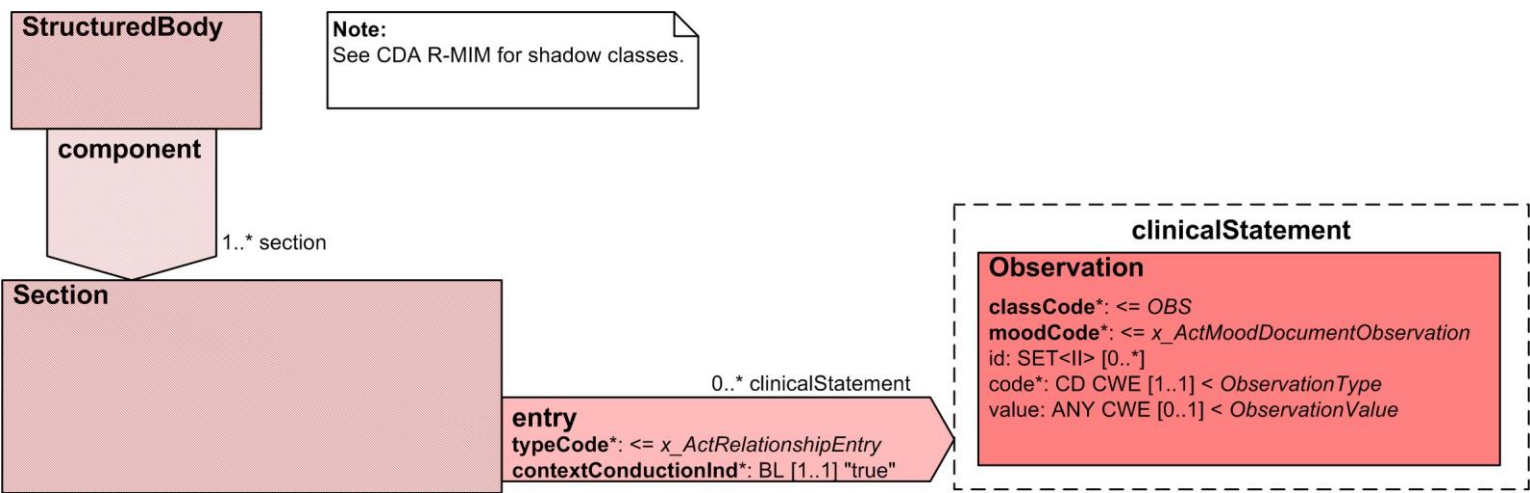 StructuredBody
Note:
See CDA R-MIM for shadow classes.
component
1..* section
Section
clinicalStatement
Observation
classCode*: <= OBS
moodCode*: <= x_ActMoodDocumentObservation
id: SET<II> [0..*]
code*: CD CWE [1..1] < ObservationType
value: ANY CWE [0..1] < ObservationValue
0..* clinicalStatement
entry
typeCode*: <= x_ActRelationshipEntry
contextConductionInd*: BL [1..1] "true"